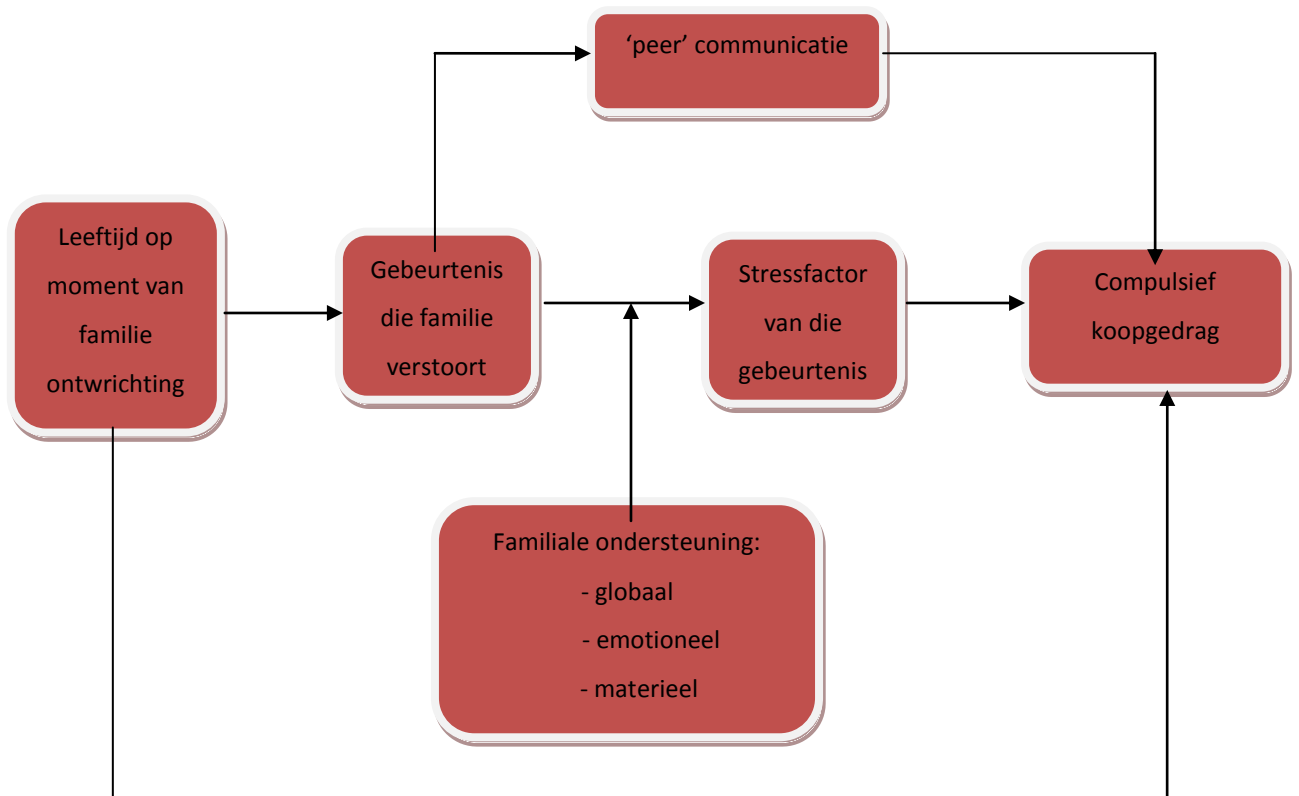 ‘peer’ communicatie
Leeftijd op
moment van
familie
ontwrichting
Gebeurtenis
die familie
verstoort
Stressfactor
van die
gebeurtenis
Compulsief
koopgedrag
Familiale ondersteuning:
- globaal
- emotioneel
- materieel